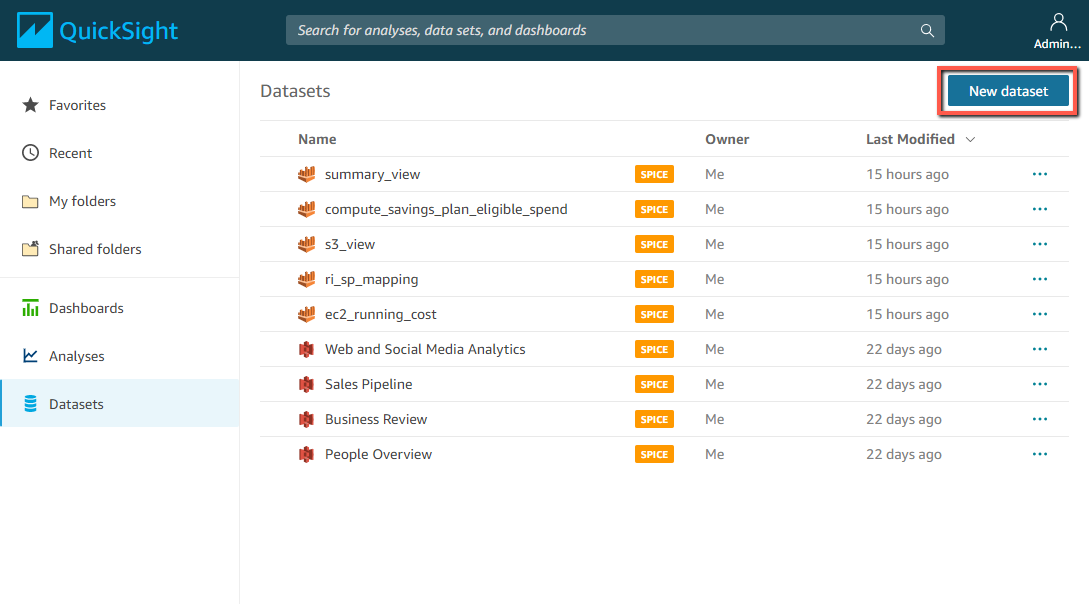 QuickSight
Search for analyses, data sets, and dashboards
Admin...
Favorites
Recent
My folders
Shared folders
Dashboards
Analyses
Datasets
Datasets
New dataset
Name Owner Last Modified
summary_view SPICE Me 15 hours ago
compute_savings_plan_eligible_spend SPICE Me 15 hours ago
s3_view SPICE Me 15 hours ago
ri_sp_mapping SPICE Me 15 hours ago
ec2_running_cost SPICE Me 15 hours ago
Web and Social Media Analytics SPICE Me 22 days ago
Sales Pipeline SPICE Me 22 days ago
Business Review SPICE Me 22 days ago
People Overview SPICE Me 22 days ago